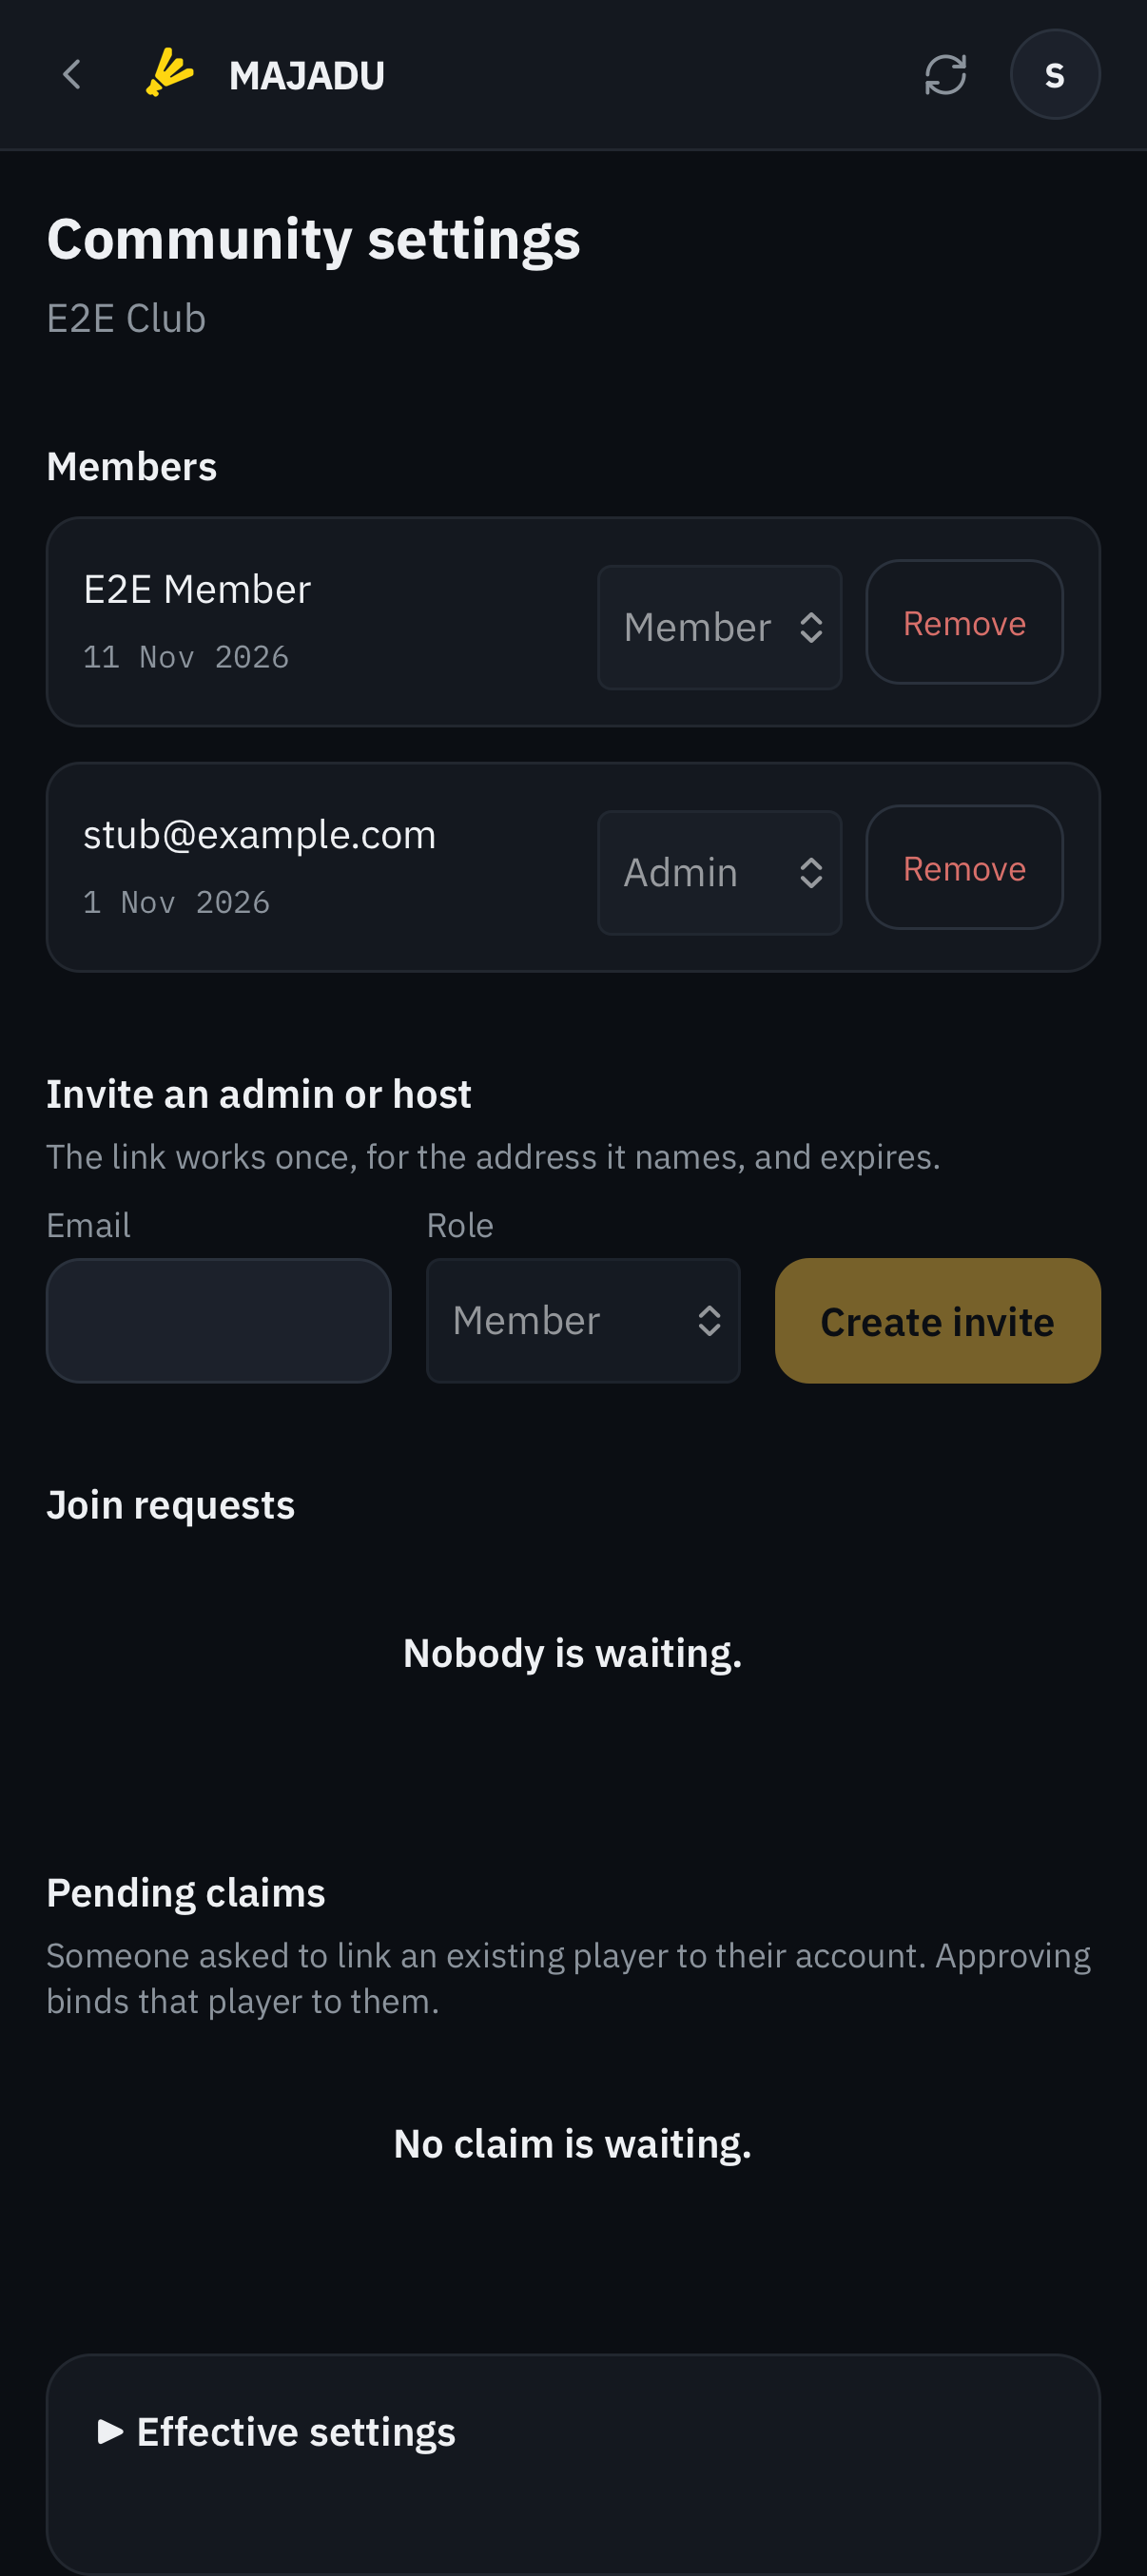 MAJADU
S
Community settings
E2E Club
Members
E2E Member
11 Nov 2026
Member
Remove
stub@example.com
1 Nov 2026
Admin
Remove
Invite an admin or host
The link works once, for the address it names, and expires.
Email
Role
Member
Create invite
Join requests
Nobody is waiting.
Pending claims
Someone asked to link an existing player to their account. Approving
binds that player to them.
No claim is waiting.
Effective settings